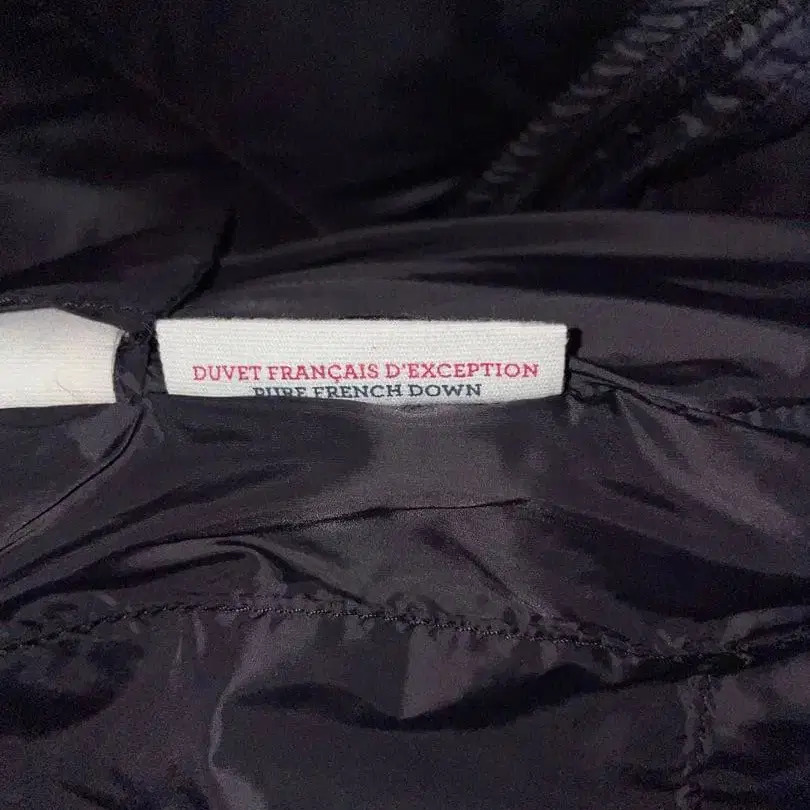 DUVET FRANÇAIS D'EXCEPTION
PURE FRENCH DOWN